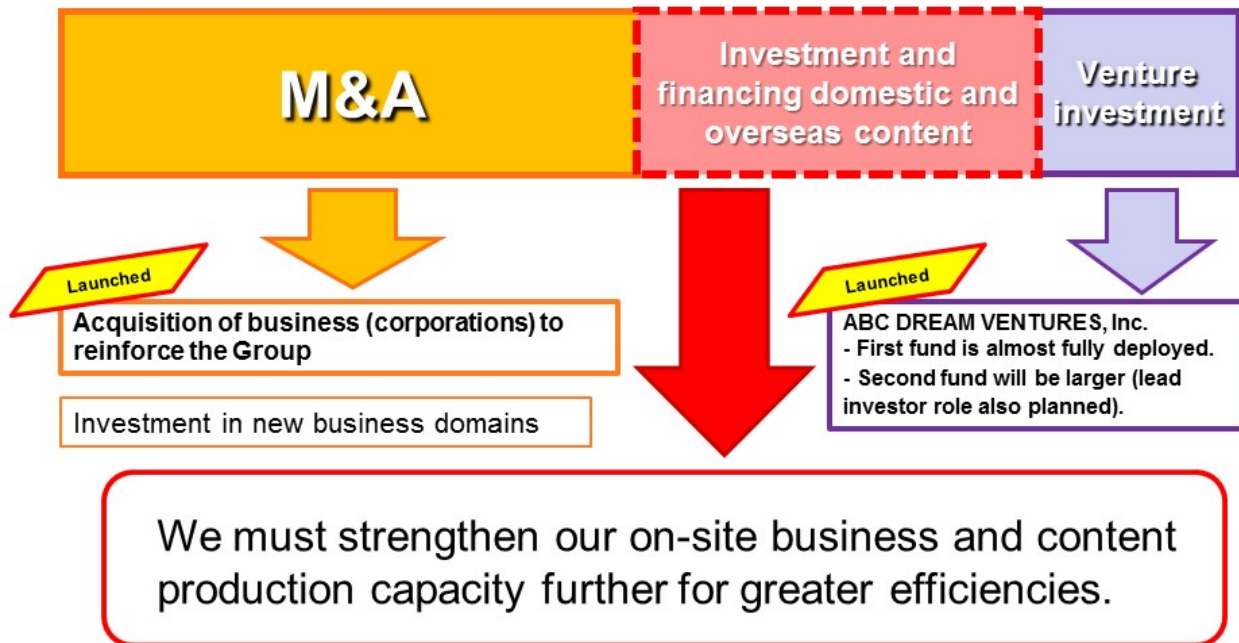 M&A
Investment and
financing domestic and
overseas content
Venture
investment
Launched
Acquisition of business (corporations) to
reinforce the Group
Investment in new business domains
Launched
ABC DREAM VENTURES, Inc.
- First fund is almost fully deployed.
- Second fund will be larger (lead
investor role also planned).
We must strengthen our on-site business and content
production capacity further for greater efficiencies.